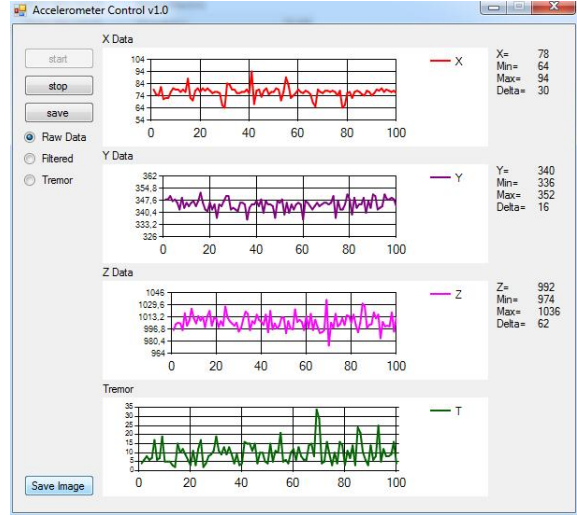 Accelerometer Control v1.0
start
stop
save
Raw Data
Filtered
Tremor
Save Image
X Data
104
94
84
74
64
54
0
20
40
60
80
100
X
X= 78
Min= 64
Max= 94
Delta= 30
Y Data
362
354,8
347,6
340,4
333,2
326
0
20
40
60
80
100
Y
Y= 340
Min= 336
Max= 352
Delta= 16
Z Data
1046
1029,6
1013,2
996,8
980,4
964
0
20
40
60
80
100
Z
Z= 992
Min= 974
Max= 1036
Delta= 62
Tremor
35
30
25
20
15
10
5
0
0
20
40
60
80
100
T